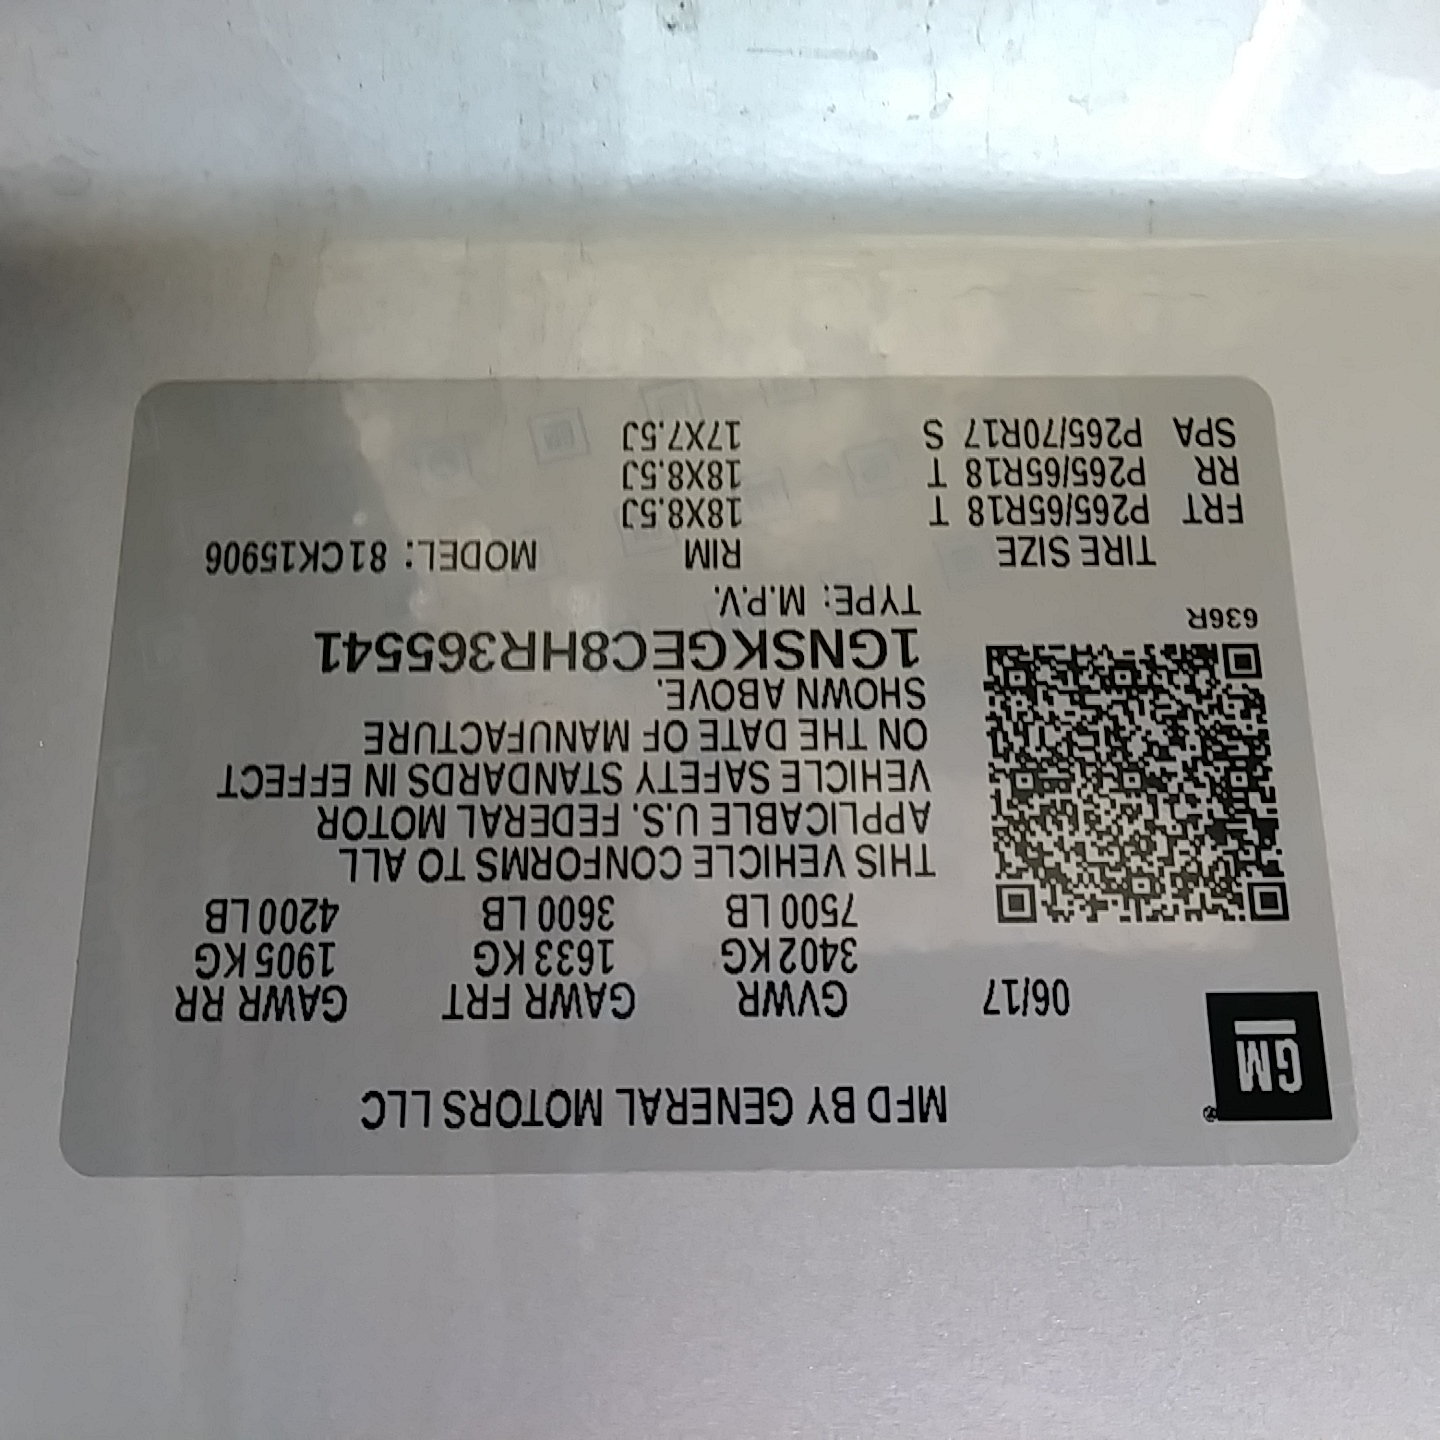 MFD BY GENERAL MOTORS LLC
GM ®
06/17 GVWR GAWR FRT GAWR RR
3402 KG 1633 KG 1905 KG
7500 LB 3600 LB 4200 LB
THIS VEHICLE CONFORMS TO ALL
APPLICABLE U.S. FEDERAL MOTOR
VEHICLE SAFETY STANDARDS IN EFFECT
ON THE DATE OF MANUFACTURE
SHOWN ABOVE.
1GNSKGEC8HR365541
636R
TYPE: M.P.V.
TIRE SIZE RIM MODEL: 81CK15906
FRT P265/65R18 T 18X8.5J
RR P265/65R18 T 18X8.5J
SPA P265/70R17 S 17X7.5J